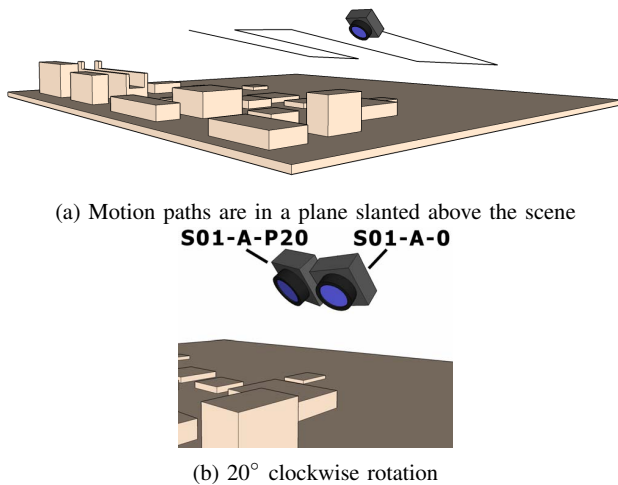 (a) Motion paths are in a plane slanted above the scene
S01-A-P20 S01-A-0
(b) 20° clockwise rotation